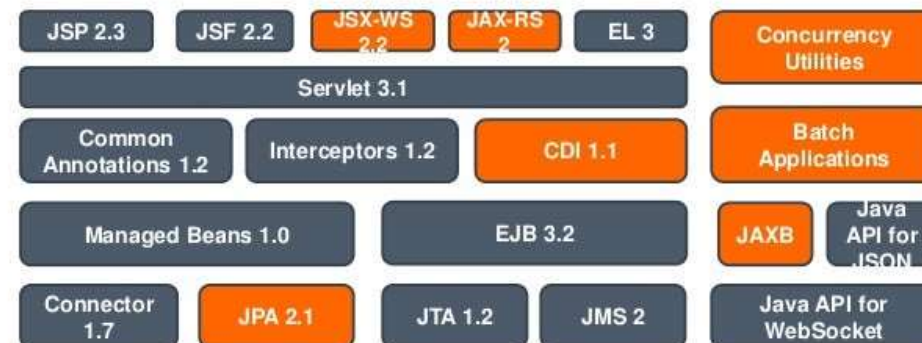 JSP 2.3
JSF 2.2
JSX-WS
2.2
JAX-RS
2
EL 3
Concurrency
Utilities
Servlet 3.1
Common
Annotations 1.2
Interceptors 1.2
CDI 1.1
Batch
Applications
Managed Beans 1.0
EJB 3.2
JAXB
Java
API for
JSON
Connector
1.7
JPA 2.1
JTA 1.2
JMS 2
Java API for
WebSocket